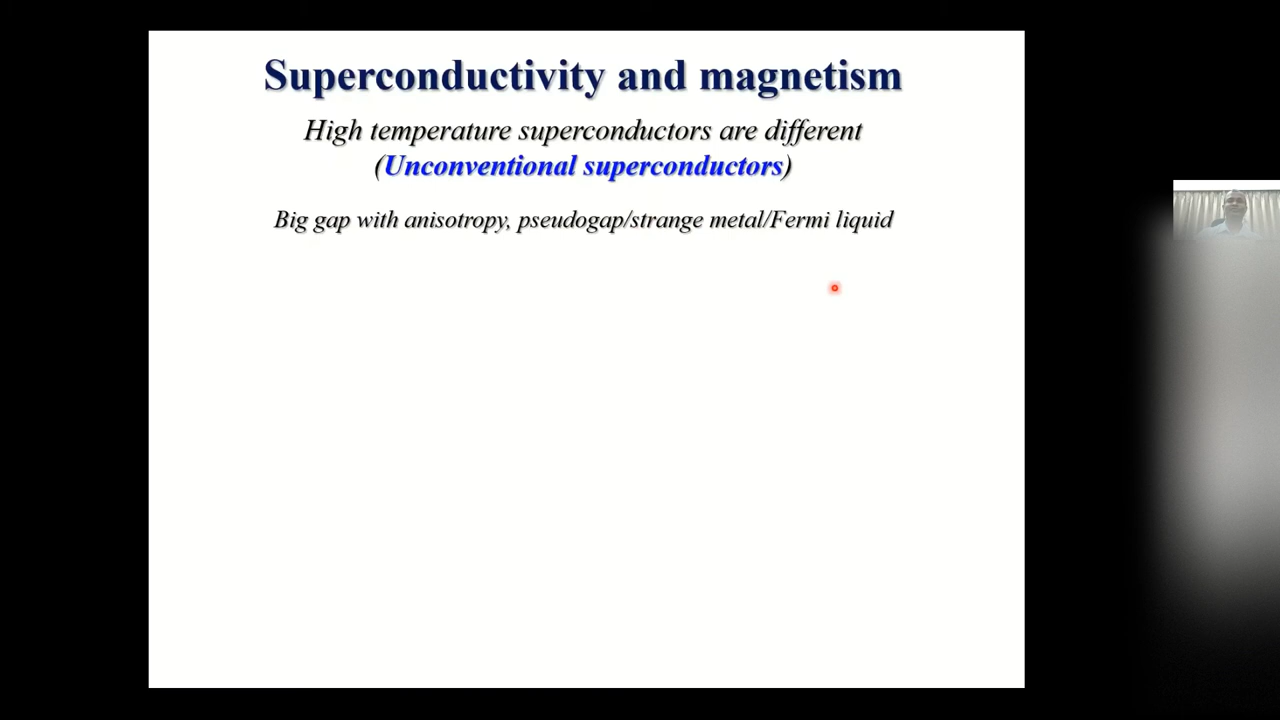 Superconductivity and magnetism
High temperature superconductors are different
(Unconventional superconductors)
Big gap with anisotropy, pseudogap/strange metal/Fermi liquid